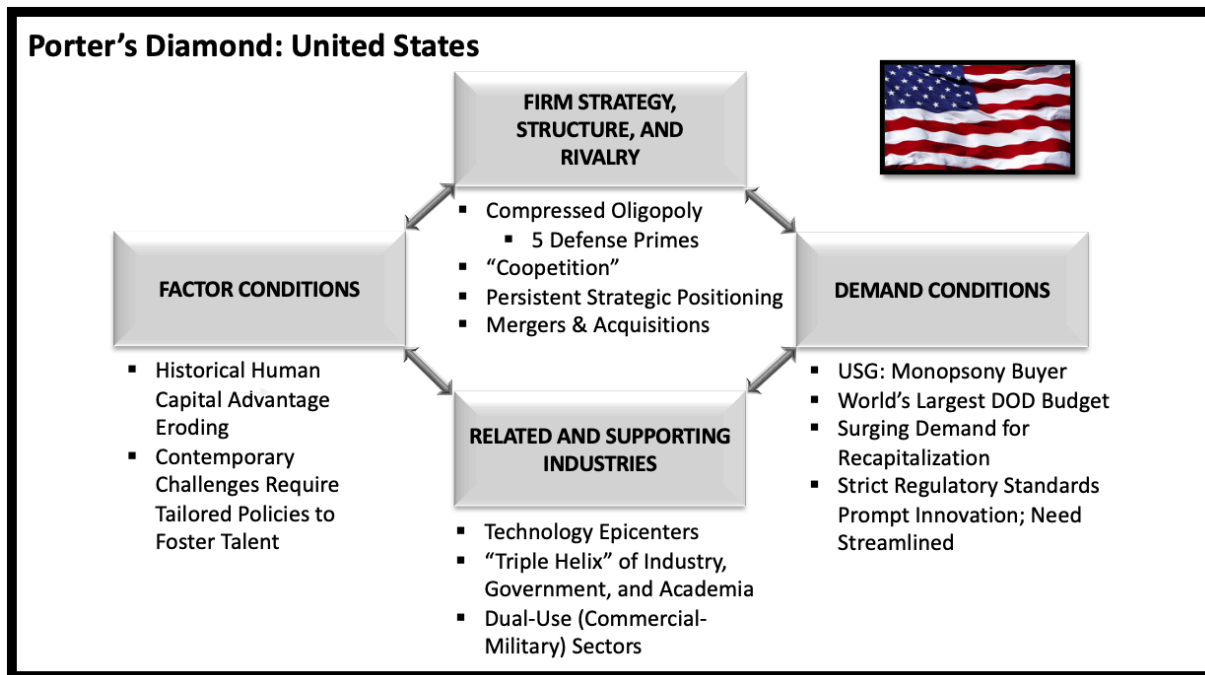 Porter’s Diamond: United States
FIRM STRATEGY,
STRUCTURE, AND
RIVALRY
▪ Compressed Oligopoly
▪ 5 Defense Primes
▪ “Coopetition”
▪ Persistent Strategic Positioning
▪ Mergers & Acquisitions
FACTOR CONDITIONS
▪ Historical Human
Capital Advantage
Eroding
▪ Contemporary
Challenges Require
Tailored Policies to
Foster Talent
DEMAND CONDITIONS
▪ USG: Monopsony Buyer
▪ World’s Largest DOD Budget
▪ Surging Demand for
Recapitalization
▪ Strict Regulatory Standards
Prompt Innovation; Need
Streamlined
RELATED AND SUPPORTING
INDUSTRIES
▪ Technology Epicenters
▪ “Triple Helix” of Industry,
Government, and Academia
▪ Dual-Use (Commercial-
Military) Sectors